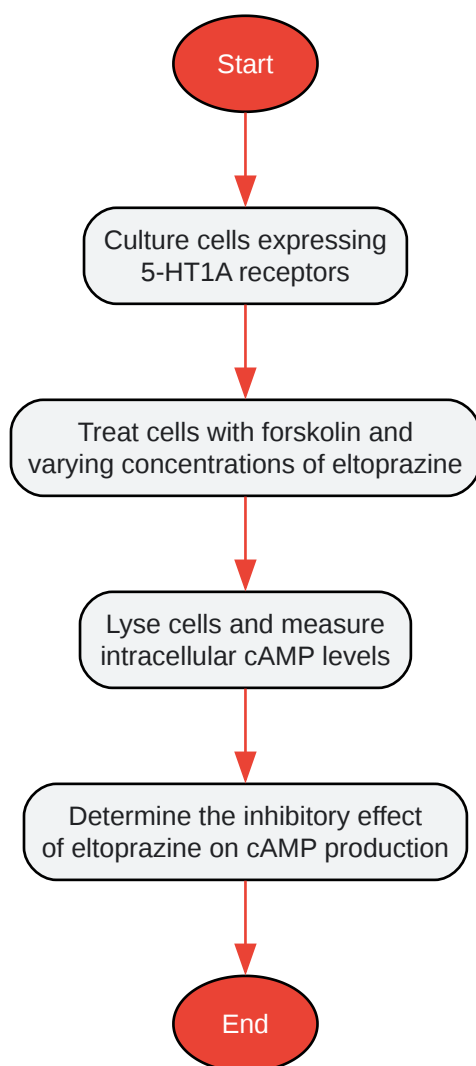 Start
Culture cells expressing
5-HT1A receptors
Treat cells with forskolin and
varying concentrations of eltoprazine
Lyse cells and measure
intracellular cAMP levels
Determine the inhibitory effect
of eltoprazine on cAMP production
End